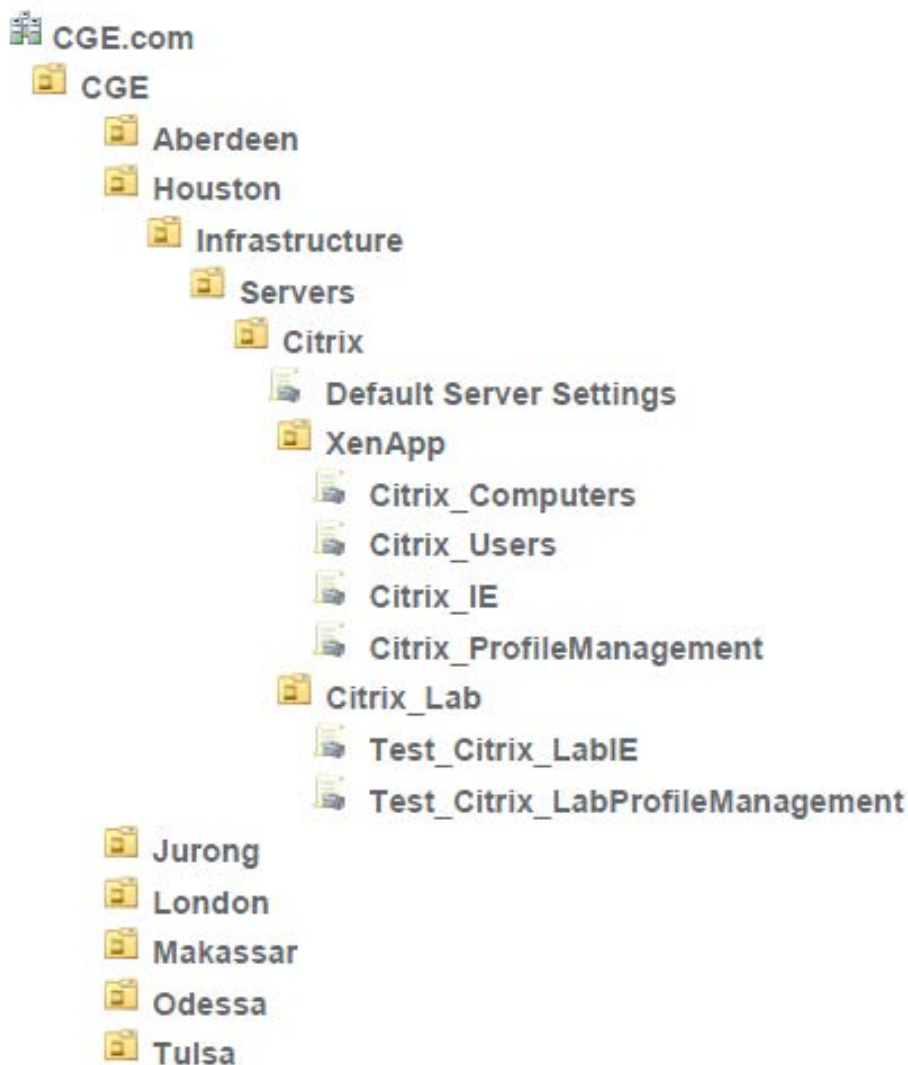 CGE.com
CGE
Aberdeen
Houston
Infrastructure
Servers
Citrix
Default Server Settings
XenApp
Citrix_Computers
Citrix_Users
Citrix_IE
Citrix_ProfileManagement
Citrix_Lab
Test_Citrix_LabIE
Test_Citrix_LabProfileManagement
Jurong
London
Makassar
Odessa
Tulsa